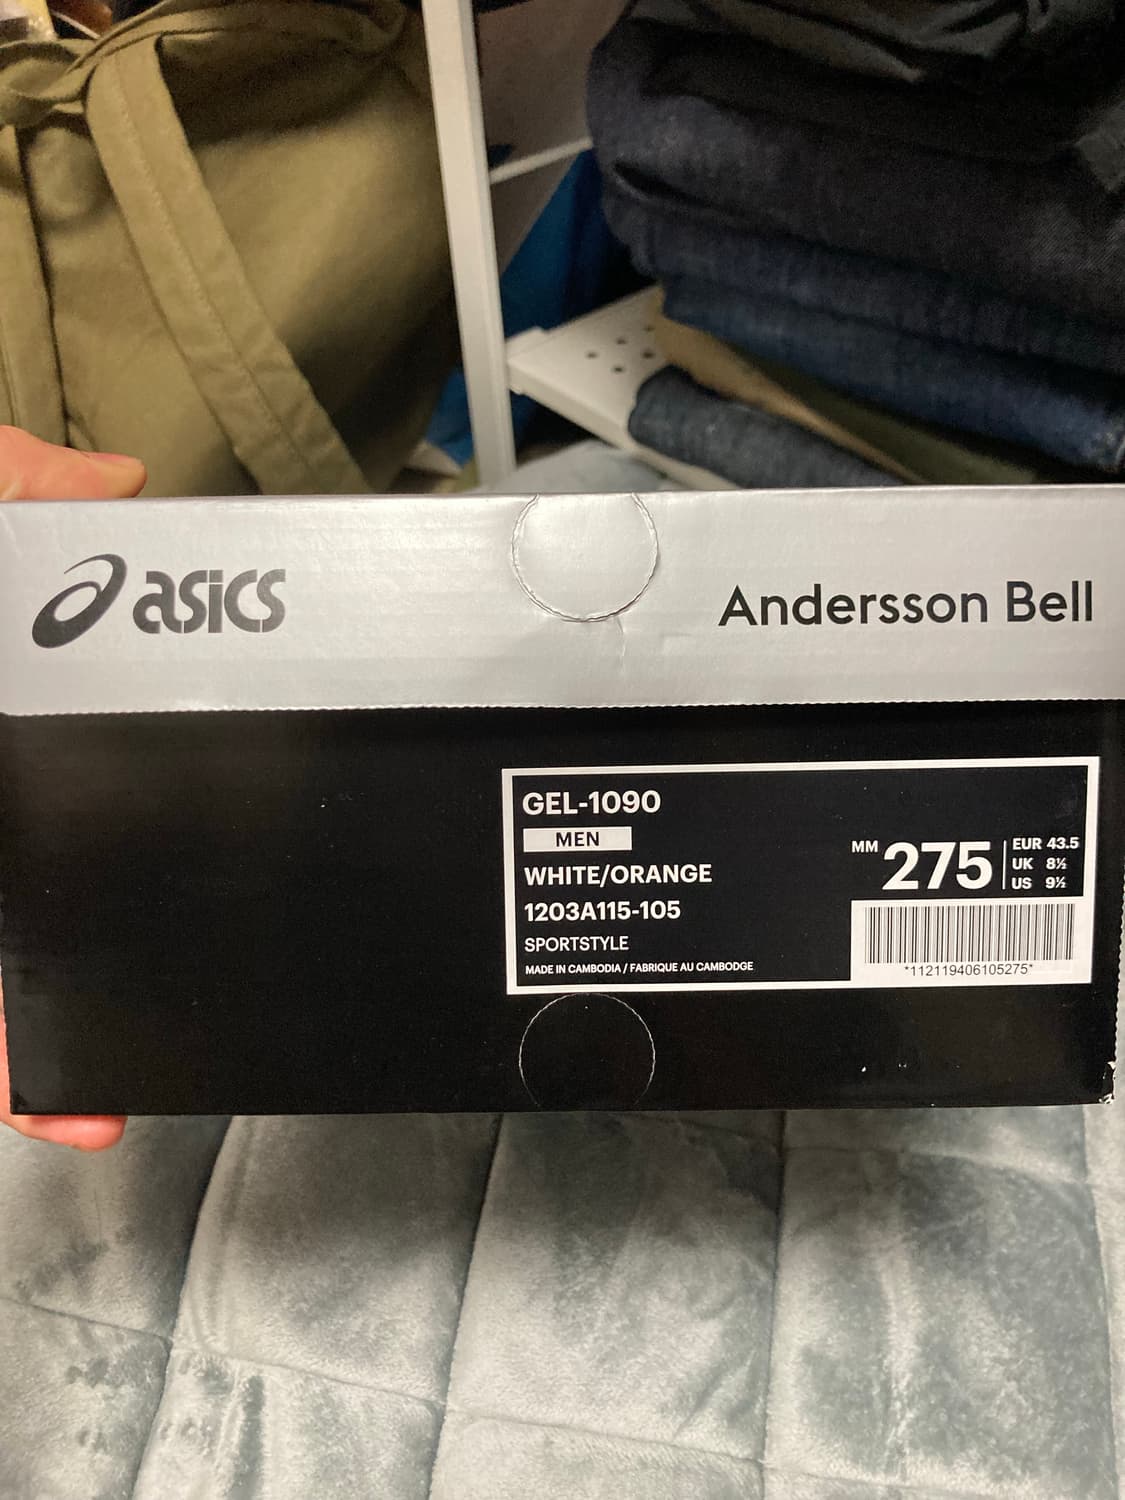 asics
Andersson Bell
GEL-1090
MEN
WHITE/ORANGE
1203A115-105
SPORTSTYLE
MADE IN CAMBODIA / FABRIQUE AU CAMBODGE
MM 275
EUR 43.5
UK 8½
US 9½
*112119406105275*